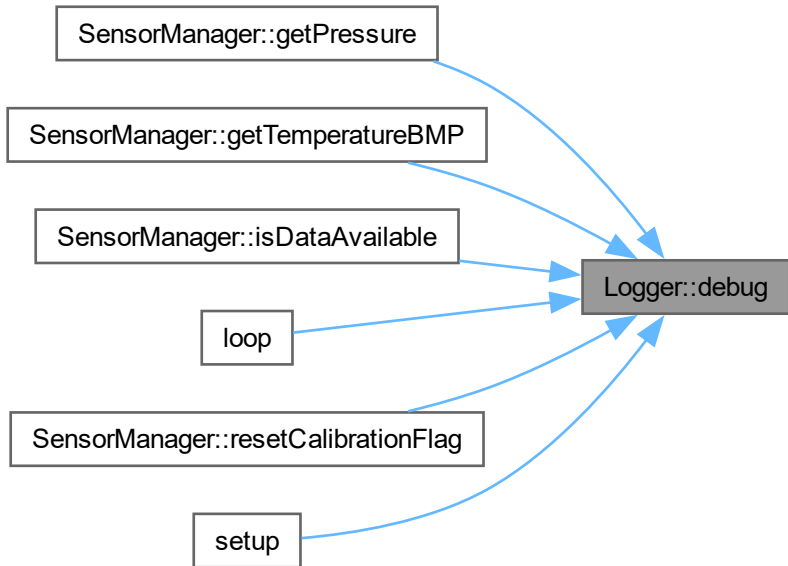 SensorManager::getPressure
SensorManager::getTemperatureBMP
SensorManager::isDataAvailable
Logger::debug
loop
SensorManager::resetCalibrationFlag
setup